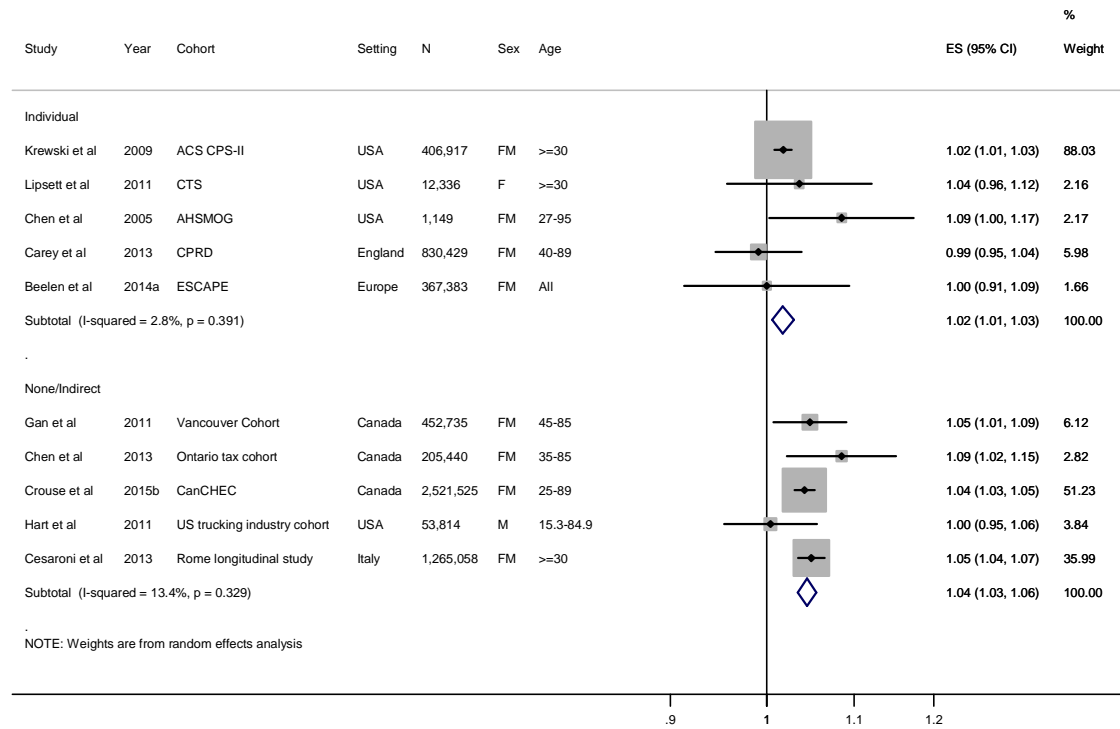 %
Study Year Cohort Setting N Sex Age ES (95% CI) Weight
Individual
Krewski et al 2009 ACS CPS-II USA 406,917 FM >=30 1.02 (1.01, 1.03) 88.03
Lipsett et al 2011 CTS USA 12,336 F >=30 1.04 (0.96, 1.12) 2.16
Chen et al 2005 AHSMOG USA 1,149 FM 27-95 1.09 (1.00, 1.17) 2.17
Carey et al 2013 CPRD England 830,429 FM 40-89 0.99 (0.95, 1.04) 5.98
Beelen et al 2014a ESCAPE Europe 367,383 FM All 1.00 (0.91, 1.09) 1.66
Subtotal (I-squared = 2.8%, p = 0.391) 1.02 (1.01, 1.03) 100.00
.
None/Indirect
Gan et al 2011 Vancouver Cohort Canada 452,735 FM 45-85 1.05 (1.01, 1.09) 6.12
Chen et al 2013 Ontario tax cohort Canada 205,440 FM 35-85 1.09 (1.02, 1.15) 2.82
Crouse et al 2015b CanCHEC Canada 2,521,525 FM 25-89 1.04 (1.03, 1.05) 51.23
Hart et al 2011 US trucking industry cohort USA 53,814 M 15.3-84.9 1.00 (0.95, 1.06) 3.84
Cesaroni et al 2013 Rome longitudinal study Italy 1,265,058 FM >=30 1.05 (1.04, 1.07) 35.99
Subtotal (I-squared = 13.4%, p = 0.329) 1.04 (1.03, 1.06) 100.00
.
NOTE: Weights are from random effects analysis
.9 1 1.1 1.2